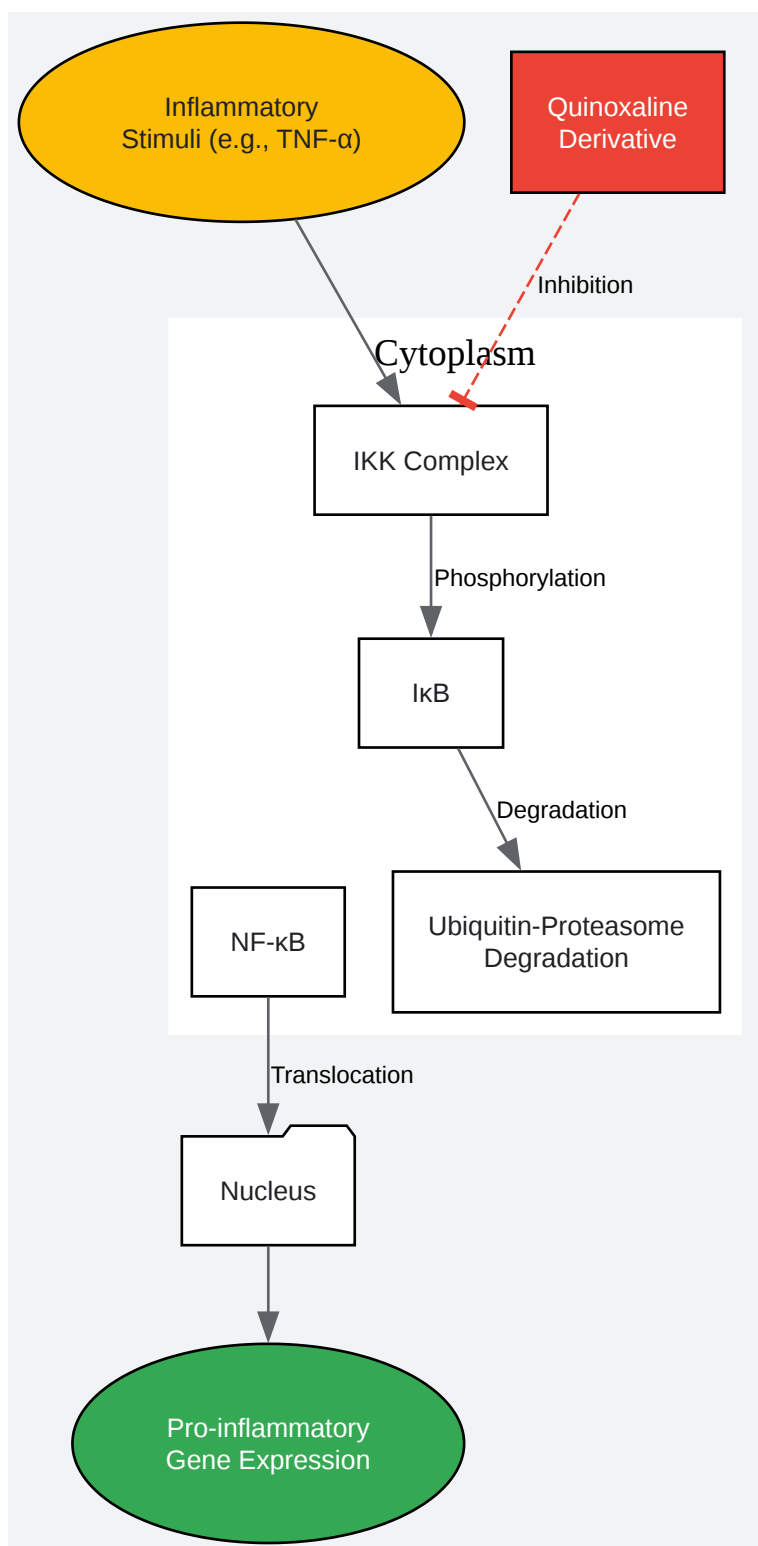 Inflammatory
Stimuli (e.g., TNF-α)
Quinoxaline
Derivative
Inhibition
Cytoplasm
IKK Complex
Phosphorylation
IκB
Degradation
NF-κB
Ubiquitin-Proteasome
Degradation
Translocation
Nucleus
Pro-inflammatory
Gene Expression